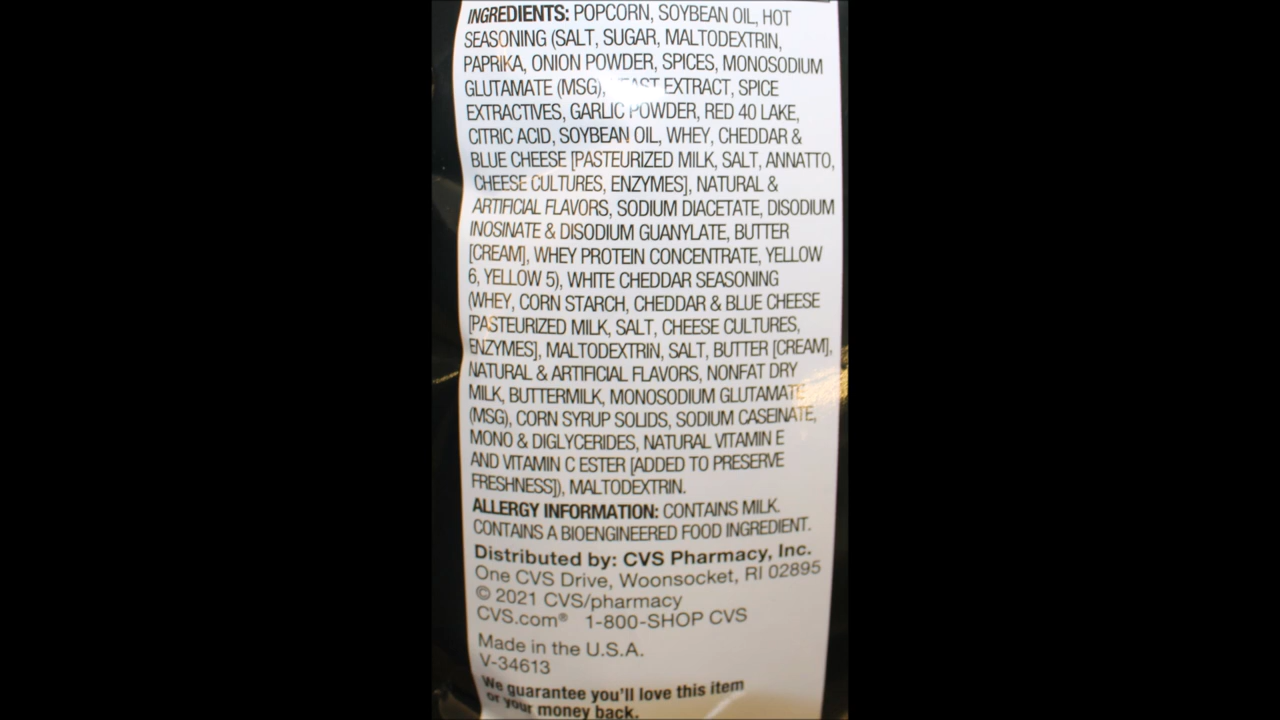 INGREDIENTS: POPCORN, SOYBEAN OIL, HOT
SEASONING (SALT, SUGAR, MALTODEXTRIN,
PAPRIKA, ONION POWDER, SPICES, MONOSODIUM
GLUTAMATE (MSG), YEAST EXTRACT, SPICE
EXTRACTIVES, GARLIC POWDER, RED 40 LAKE,
CITRIC ACID, SOYBEAN OIL, WHEY, CHEDDAR &
BLUE CHEESE [PASTEURIZED MILK, SALT, ANNATTO,
CHEESE CULTURES, ENZYMES], NATURAL &
ARTIFICIAL FLAVORS, SODIUM DIACETATE, DISODIUM
INOSINATE & DISODIUM GUANYLATE, BUTTER
[CREAM], WHEY PROTEIN CONCENTRATE, YELLOW
6, YELLOW 5), WHITE CHEDDAR SEASONING
(WHEY, CORN STARCH, CHEDDAR & BLUE CHEESE
[PASTEURIZED MILK, SALT, CHEESE CULTURES,
ENZYMES], MALTODEXTRIN, SALT, BUTTER [CREAM],
NATURAL & ARTIFICIAL FLAVORS, NONFAT DRY
MILK, BUTTERMILK, MONOSODIUM GLUTAMATE
(MSG), CORN SYRUP SOLIDS, SODIUM CASEINATE,
MONO & DIGLYCERIDES, NATURAL VITAMIN E
AND VITAMIN C ESTER [ADDED TO PRESERVE
FRESHNESS]), MALTODEXTRIN.
ALLERGY INFORMATION: CONTAINS MILK.
CONTAINS A BIOENGINEERED FOOD INGREDIENT.
Distributed by: CVS Pharmacy, Inc.
One CVS Drive, Woonsocket, RI 02895
© 2021 CVS/pharmacy
CVS.com® 1-800-SHOP CVS
Made in the U.S.A.
V-34613
We guarantee you'll love this item
or your money back.